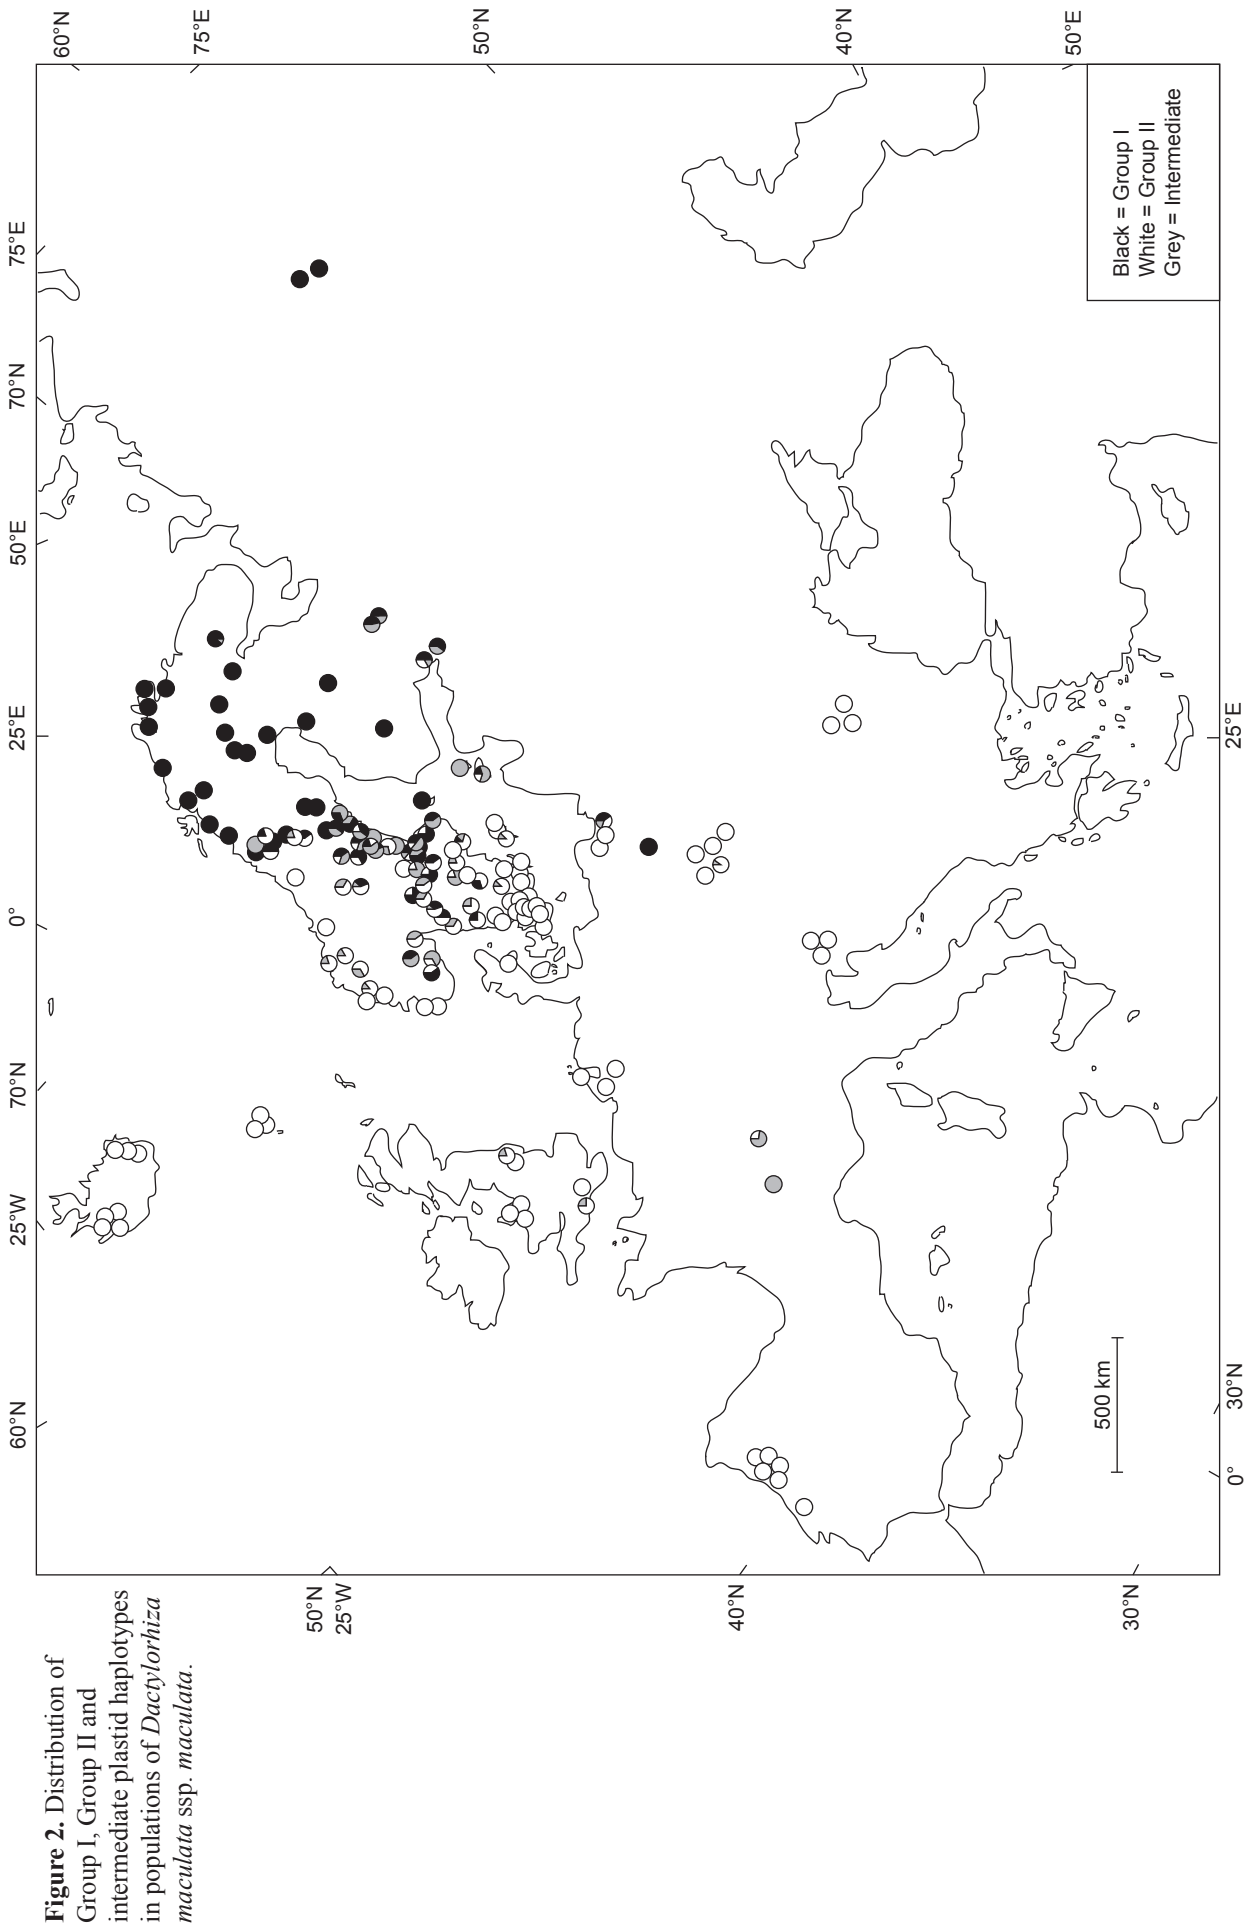 Figure 2. Distribution of
Group I, Group II and
intermediate plastid haplotypes
in populations of Dactylorhiza
maculata ssp. maculata.
50°N
25°W
60°N
25°W
70°N
0°
25°E
50°E
70°N
75°E
60°N
75°E
50°N
40°N
50°E
40°N
30°N
0°
30°N
25°E
500 km
Black = Group I
White = Group II
Grey = Intermediate